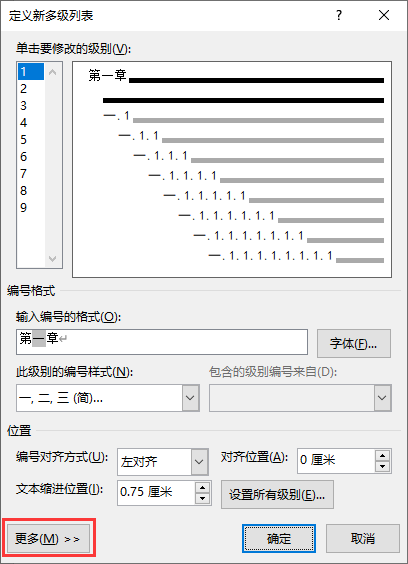 定义新多级列表
单击要修改的级别(V):
1
2
3
4
5
6
7
8
9
第一章
一.1
一.1.1
一.1.1.1
一.1.1.1.1
一.1.1.1.1.1
一.1.1.1.1.1.1
一.1.1.1.1.1.1.1
一.1.1.1.1.1.1.1.1
编号格式
输入编号的格式(O):
第一章↵
字体(F)...
此级别的编号样式(N):
包含的级别编号来自(D):
一, 二, 三 (简)...
位置
编号对齐方式(U):
左对齐
对齐位置(A):
0 厘米
文本缩进位置(I):
0.75 厘米
设置所有级别(E)...
更多(M) >>
确定
取消